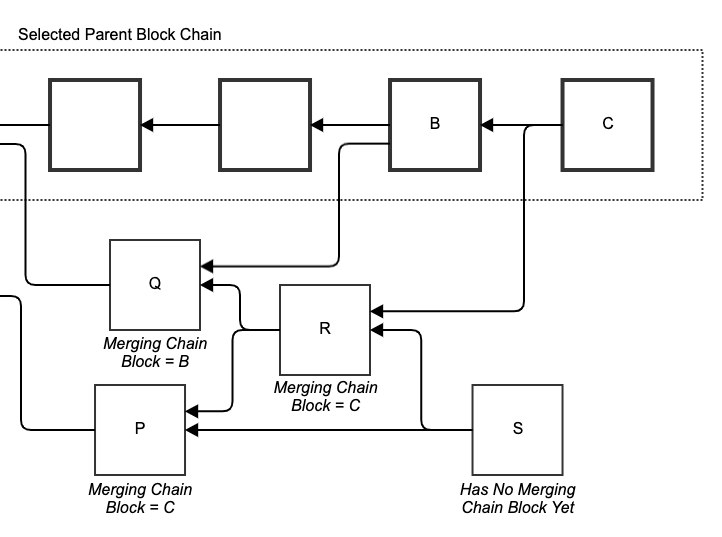 Selected Parent Block Chain
B
C
Q
Merging Chain
Block = B
R
Merging Chain
Block = C
P
Merging Chain
Block = C
S
Has No Merging
Chain Block Yet